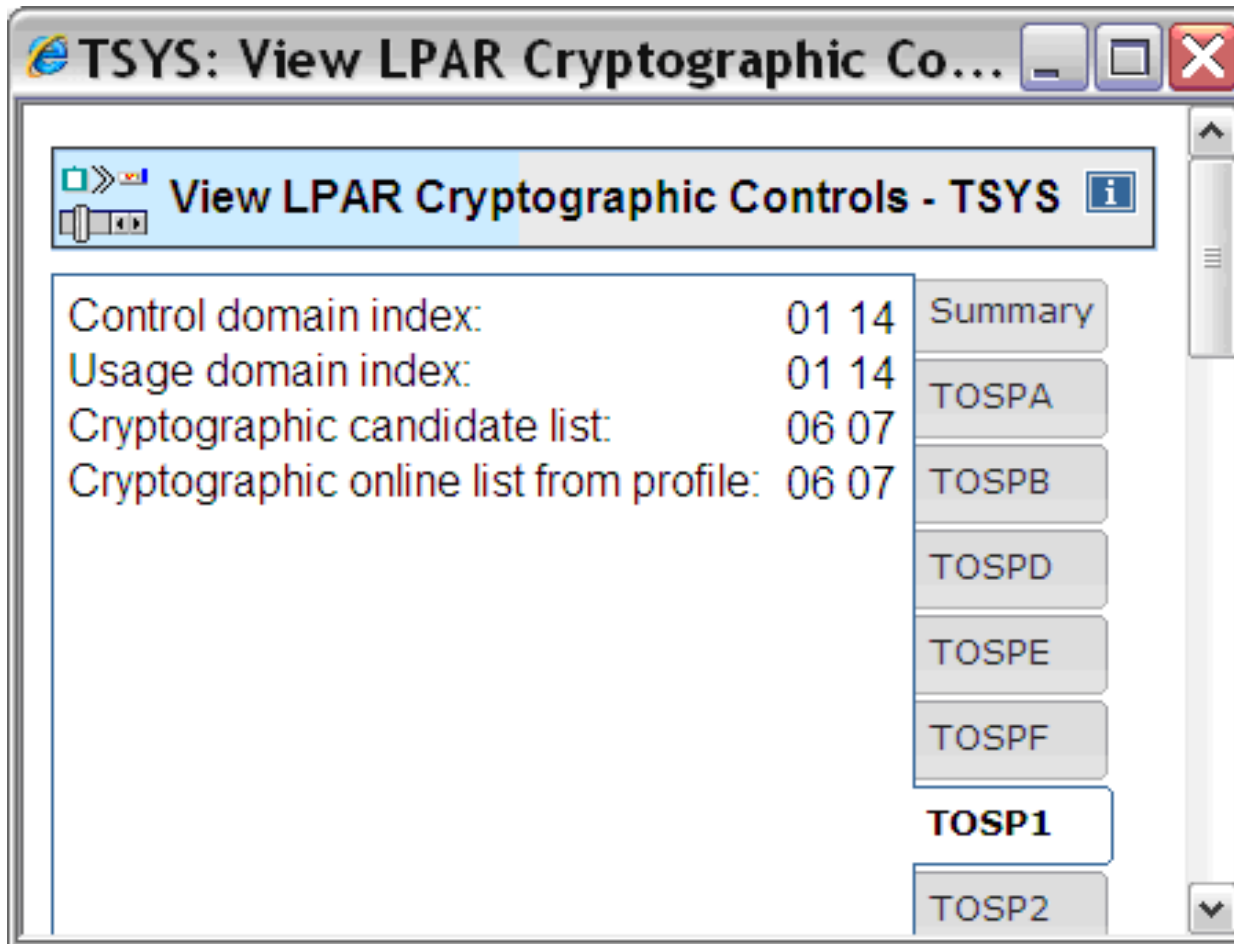 TSYS: View LPAR Cryptographic Co...
View LPAR Cryptographic Controls - TSYS i
Control domain index: 01 14
Usage domain index: 01 14
Cryptographic candidate list: 06 07
Cryptographic online list from profile: 06 07
Summary
TOSPA
TOSPB
TOSPD
TOSPE
TOSPF
TOSP1
TOSP2